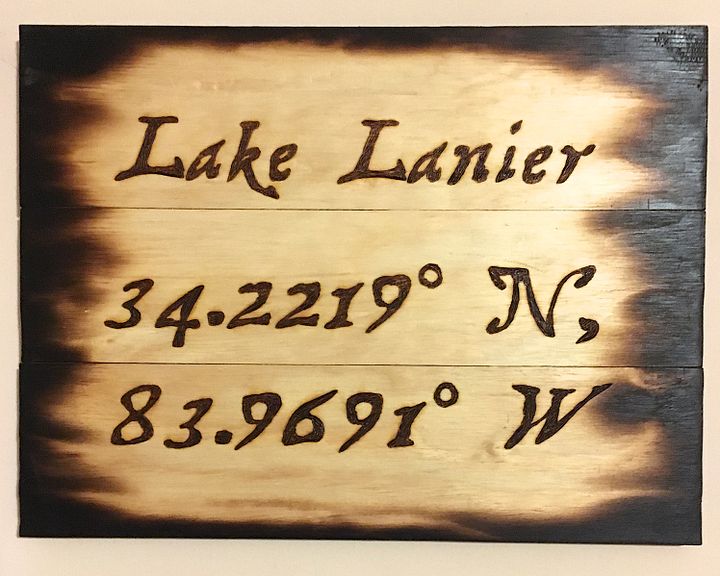 Lake Lanier
34.2219° N,
83.9691° W